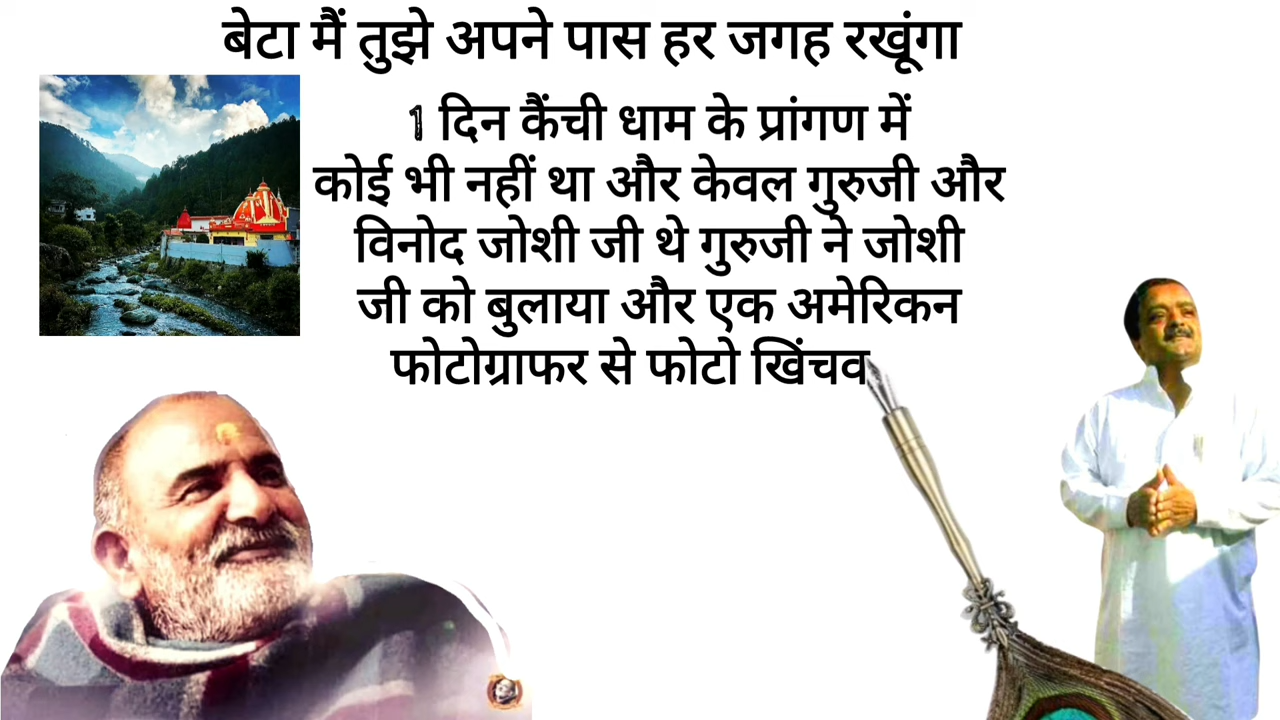 बेटा मैं तुझे अपने पास हर जगह रखूंगा
1 दिन कैंची धाम के प्रांगण में
कोई भी नहीं था और केवल गुरुजी और
विनोद जोशी जी थे गुरुजी ने जोशी
जी को बुलाया और एक अमेरिकन
फोटोग्राफर से फोटो खिंचव